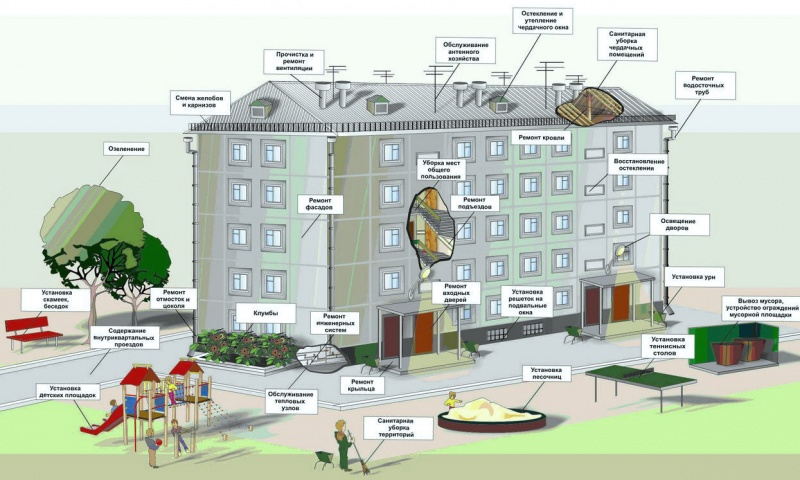 Остекление и
утепление
чердачного окна
Санитарная
уборка
чердачных
помещений
Обслуживание
антенного
хозяйства
Прочистка и
ремонт
вентиляции
Ремонт
водосточных
труб
Смена желобов
и карнизов
Ремонт кровли
Озеленение
Уборка мест
общего
пользования
Восстановление
остекления
Ремонт
фасадов
Ремонт
подъездов
Освещение
дворов
Установка урн
Установка
скамеек,
беседок
Ремонт
отмосток и
цоколя
Клумбы
Ремонт
инженерных
систем
Ремонт
входных
дверей
Установка
решеток на
подвальные
окна
Вывоз мусора,
устройство ограждений
мусорной площадки
Содержание
внутриквартальных
проездов
Установка
теннисных
столов
Установка
детских площадок
Обслуживание
тепловых
узлов
Ремонт
крыльца
Установка
песочниц
Санитарная
уборка
территорий